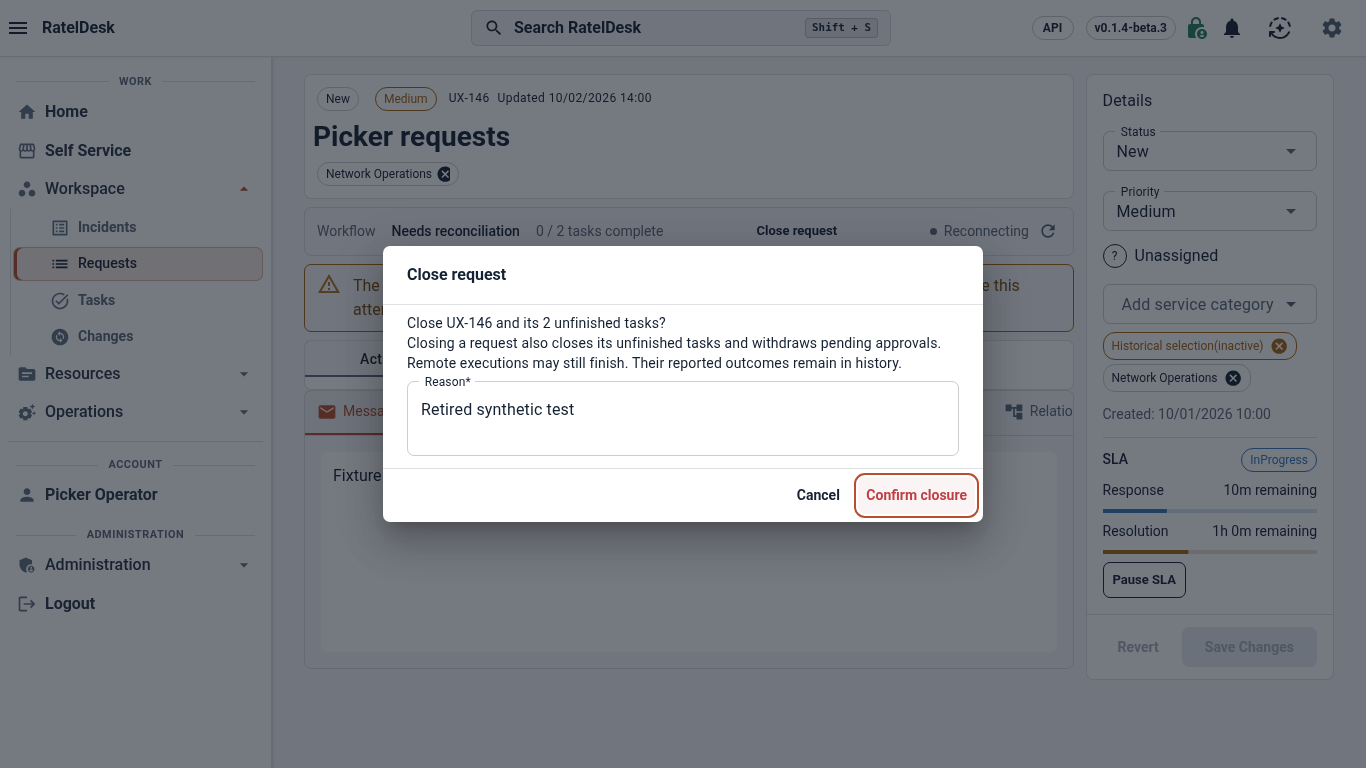 RatelDesk
Search RatelDesk
Shift + S
API
v0.1.4-beta.3
WORK
Home
Self Service
Workspace
Incidents
Requests
Tasks
Changes
Resources
Operations
ACCOUNT
Picker Operator
ADMINISTRATION
Administration
Logout
New
Medium
UX-146 Updated 10/02/2026 14:00
Picker requests
Network Operations
Workflow Needs reconciliation 0 / 2 tasks complete
Close request
Reconnecting
The
e this
Close request
Close UX-146 and its 2 unfinished tasks?
Closing a request also closes its unfinished tasks and withdraws pending approvals.
Remote executions may still finish. Their reported outcomes remain in history.
Reason*
Retired synthetic test
Cancel
Confirm closure
Fixture
Details
Status
New
Priority
Medium
? Unassigned
Add service category
Historical selection(inactive)
Network Operations
Created: 10/01/2026 10:00
SLA
InProgress
Response 10m remaining
Resolution 1h 0m remaining
Pause SLA
Revert
Save Changes